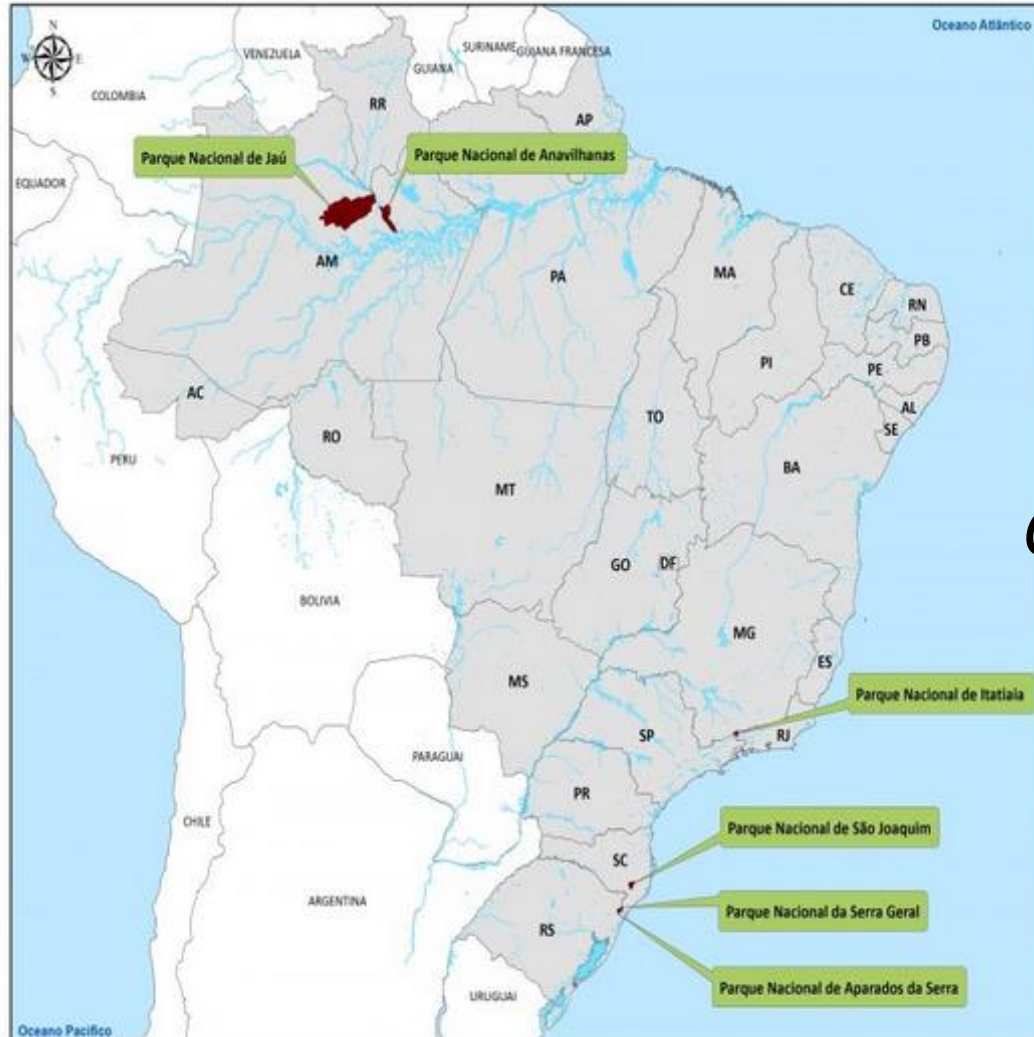 Oceano Atlântico
N
W E
S
VENEZUELA
SURINAME
GUIANA FRANCESA
GUIANA
COLOMBIA
RR
AP
Parque Nacional de Jaú
Parque Nacional de Anavilhanas
EQUADOR
AM
PA
MA
CE
RN
PB
PI
PE
AC
AL
TO
SE
RO
PERU
BA
MT
GO
DF
BOLIVIA
MG
ES
MS
Parque Nacional de Itatiaia
SP
RJ
PARAGUAI
PR
CHILE
Parque Nacional de São Joaquim
SC
ARGENTINA
Parque Nacional da Serra Geral
RS
Parque Nacional de Aparados da Serra
URUGUAI
Oceano Pacífico